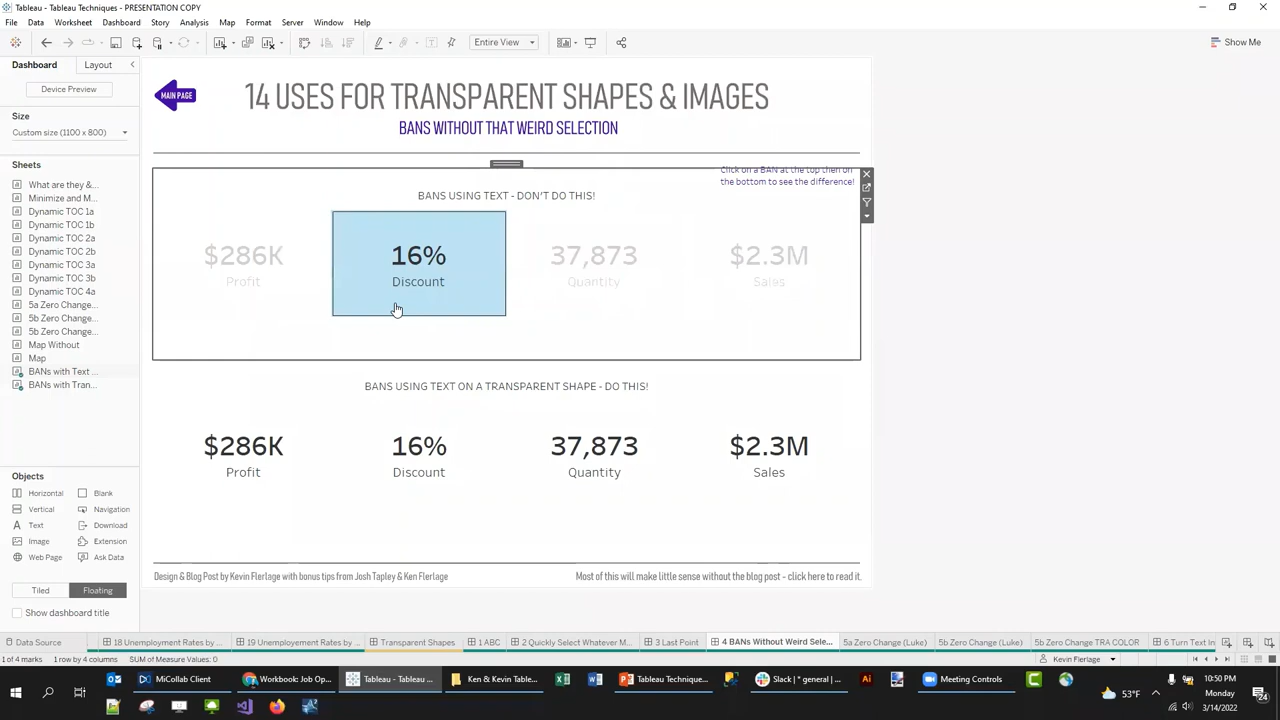 Tableau - Tableau Techniques - PRESENTATION COPY
File Data Worksheet Dashboard Story Analysis Map Format Server Window Help
Entire View
Show Me
Dashboard Layout
Device Preview
Size
Custom size (1100 x 800)
Sheets
What are they &...
Minimize and M...
Dynamic TOC 1a
Dynamic TOC 1b
Dynamic TOC 2a
Dynamic TOC 2b
Dynamic TOC 3a
Dynamic TOC 3b
Dynamic TOC 4a
5a Zero Change...
5b Zero Change...
5b Zero Change...
Map Without
Map
BANs with Text ...
BANs with Tran...
Objects
Horizontal Blank
Vertical Navigation
Text Download
Image Extension
Web Page Ask Data
Tiled Floating
Show dashboard title
MAIN PAGE
14 USES FOR TRANSPARENT SHAPES & IMAGES
BANS WITHOUT THAT WEIRD SELECTION
Click on a BAN at the top then on
the bottom to see the difference!
BANS USING TEXT - DON'T DO THIS!
$286K 16% 37,873 $2.3M
Profit Discount Quantity Sales
BANS USING TEXT ON A TRANSPARENT SHAPE - DO THIS!
$286K 16% 37,873 $2.3M
Profit Discount Quantity Sales
Design & Blog Post by Kevin Flerlage with bonus tips from Josh Tapley & Ken Flerlage
Most of this will make little sense without the blog post - click here to read it.
Data Source 18 Unemployment Rates by ... 19 Unemployment Rates by ... Transparent Shapes 1 ABC 2 Quickly Select Whatever M... 3 Last Point 4 BANs Without Weird Sele... 5a Zero Change (Luke) 5b Zero Change (Luke) 5b Zero Change TRA COLOR 6 Turn Text In
1 of 4 marks 1 row by 4 columns SUM of Measure Values: 0 Kevin Flerlage
MiCollab Client Workbook: Job Op... Tableau - Tableau ... Ken & Kevin Table... Tableau Technique... Slack | * general | ... Ai Meeting Controls 53°F
10:50 PM
Monday
3/14/2022
24